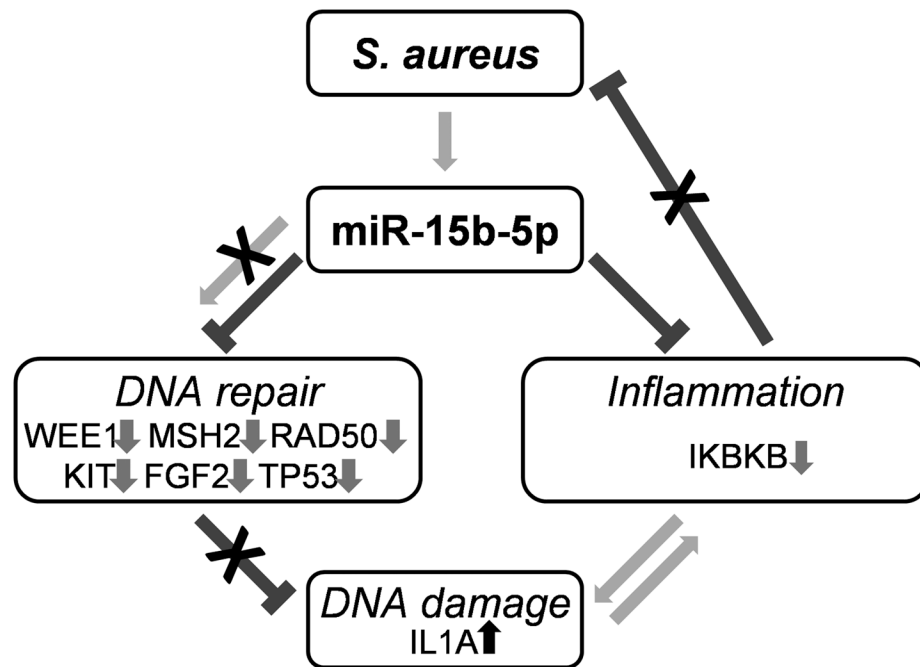 S. aureus
miR-15b-5p
DNA repair
WEE1 MSH2 RAD50
KIT FGF2 TP53
Inflammation
IKBKB
DNA damage
IL1A